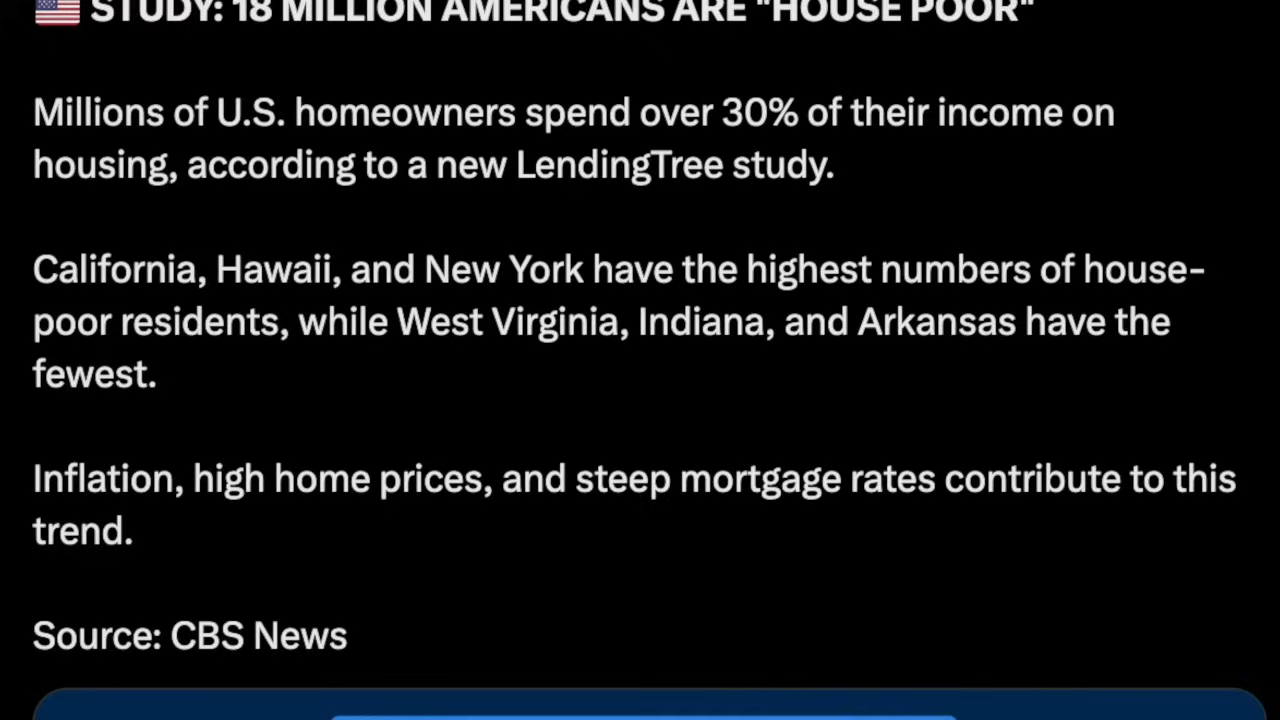 🇺🇸 STUDY: 18 MILLION AMERICANS ARE "HOUSE POOR"
Millions of U.S. homeowners spend over 30% of their income on
housing, according to a new LendingTree study.
California, Hawaii, and New York have the highest numbers of house-
poor residents, while West Virginia, Indiana, and Arkansas have the
fewest.
Inflation, high home prices, and steep mortgage rates contribute to this
trend.
Source: CBS News